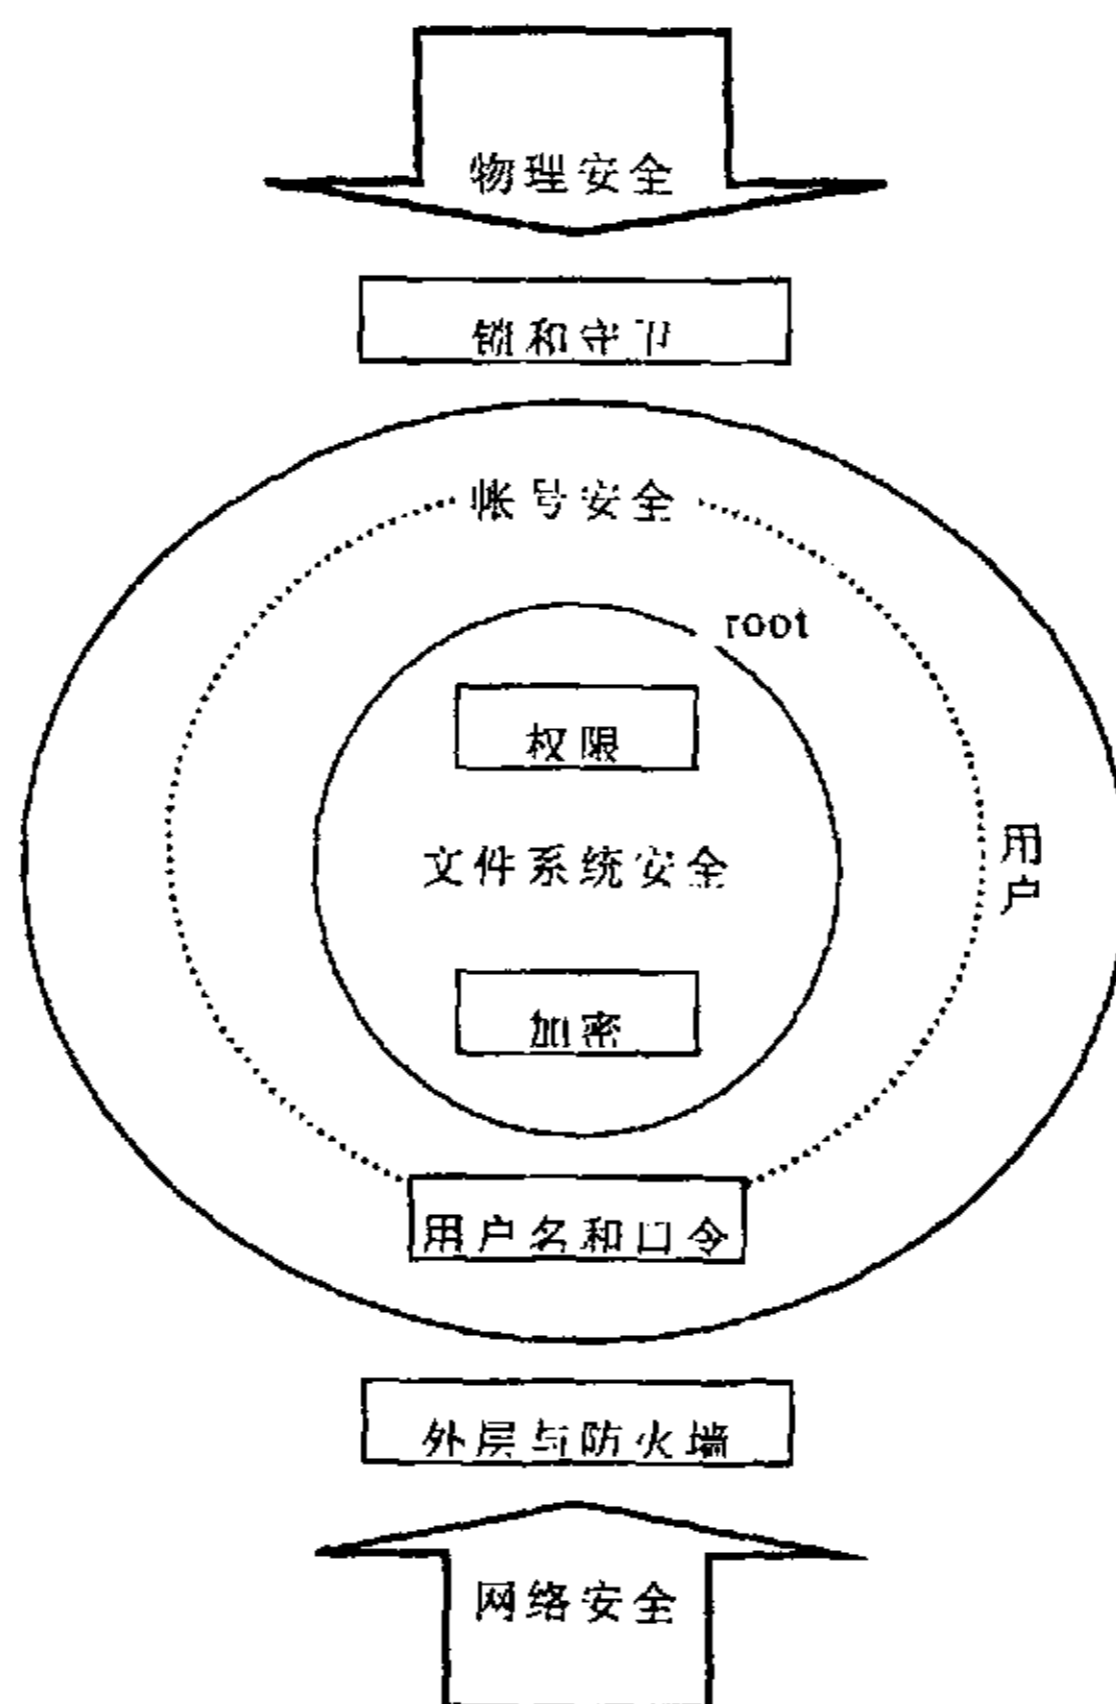 物理安全
锁和守卫
帐号安全
root
权限
文件系统安全
用户
加密
用户名和口令
外层与防火墙
网络安全